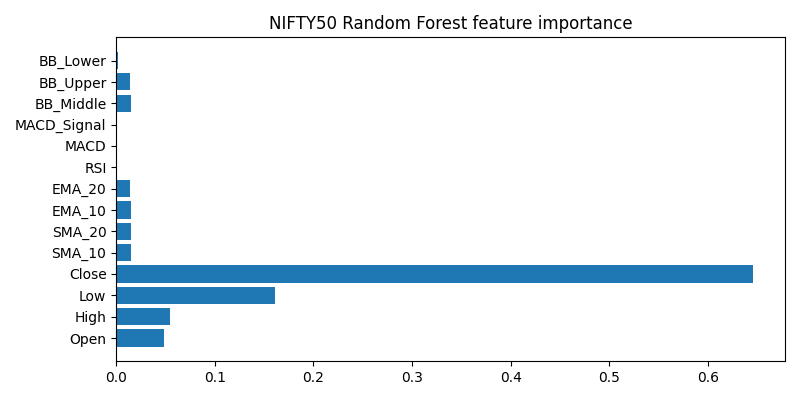 NIFTY50 Random Forest feature importance
BB_Lower
BB_Upper
BB_Middle
MACD_Signal
MACD
RSI
EMA_20
EMA_10
SMA_20
SMA_10
Close
Low
High
Open
0.0 0.1 0.2 0.3 0.4 0.5 0.6